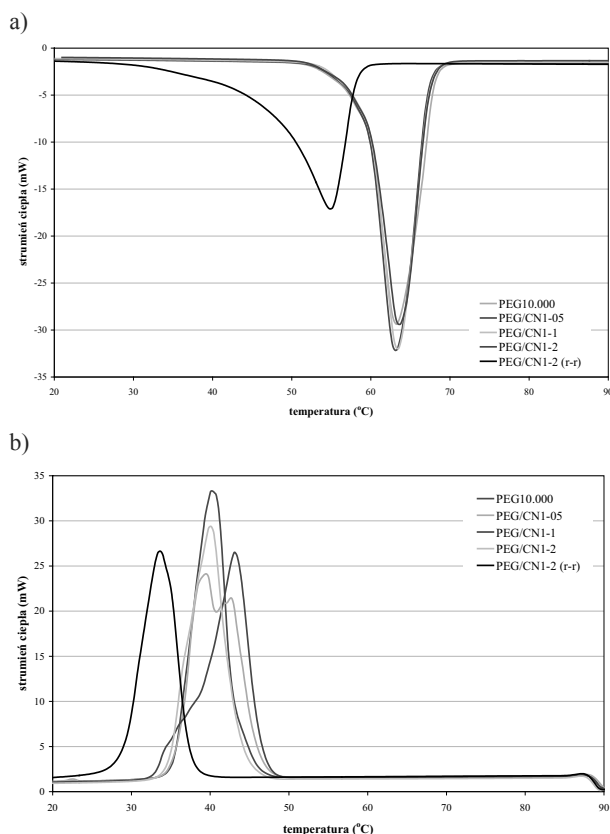 a)
0
-5
-10
-15
-20
-25
-30
-35
strumień ciepła (mW)
PEG10.000
PEG/CN1-05
PEG/CN1-1
PEG/CN1-2
PEG/CN1-2 (r-r)
20 30 40 50 60 70 80 90
temperatura (°C)
b)
35
30
25
20
15
10
5
0
strumień ciepła (mW)
PEG10.000
PEG/CN1-05
PEG/CN1-1
PEG/CN1-2
PEG/CN1-2 (r-r)
20 30 40 50 60 70 80 90
temperatura (°C)